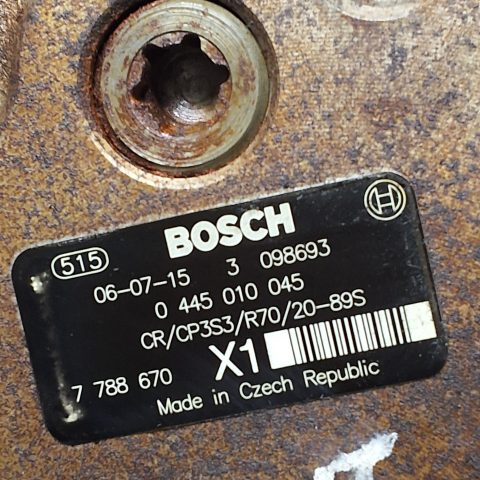 BOSCH
515
06-07-15 3 098693
0 445 010 045
CR/CP3S3/R70/20-89S
7 788 670 X1
Made in Czech Republic